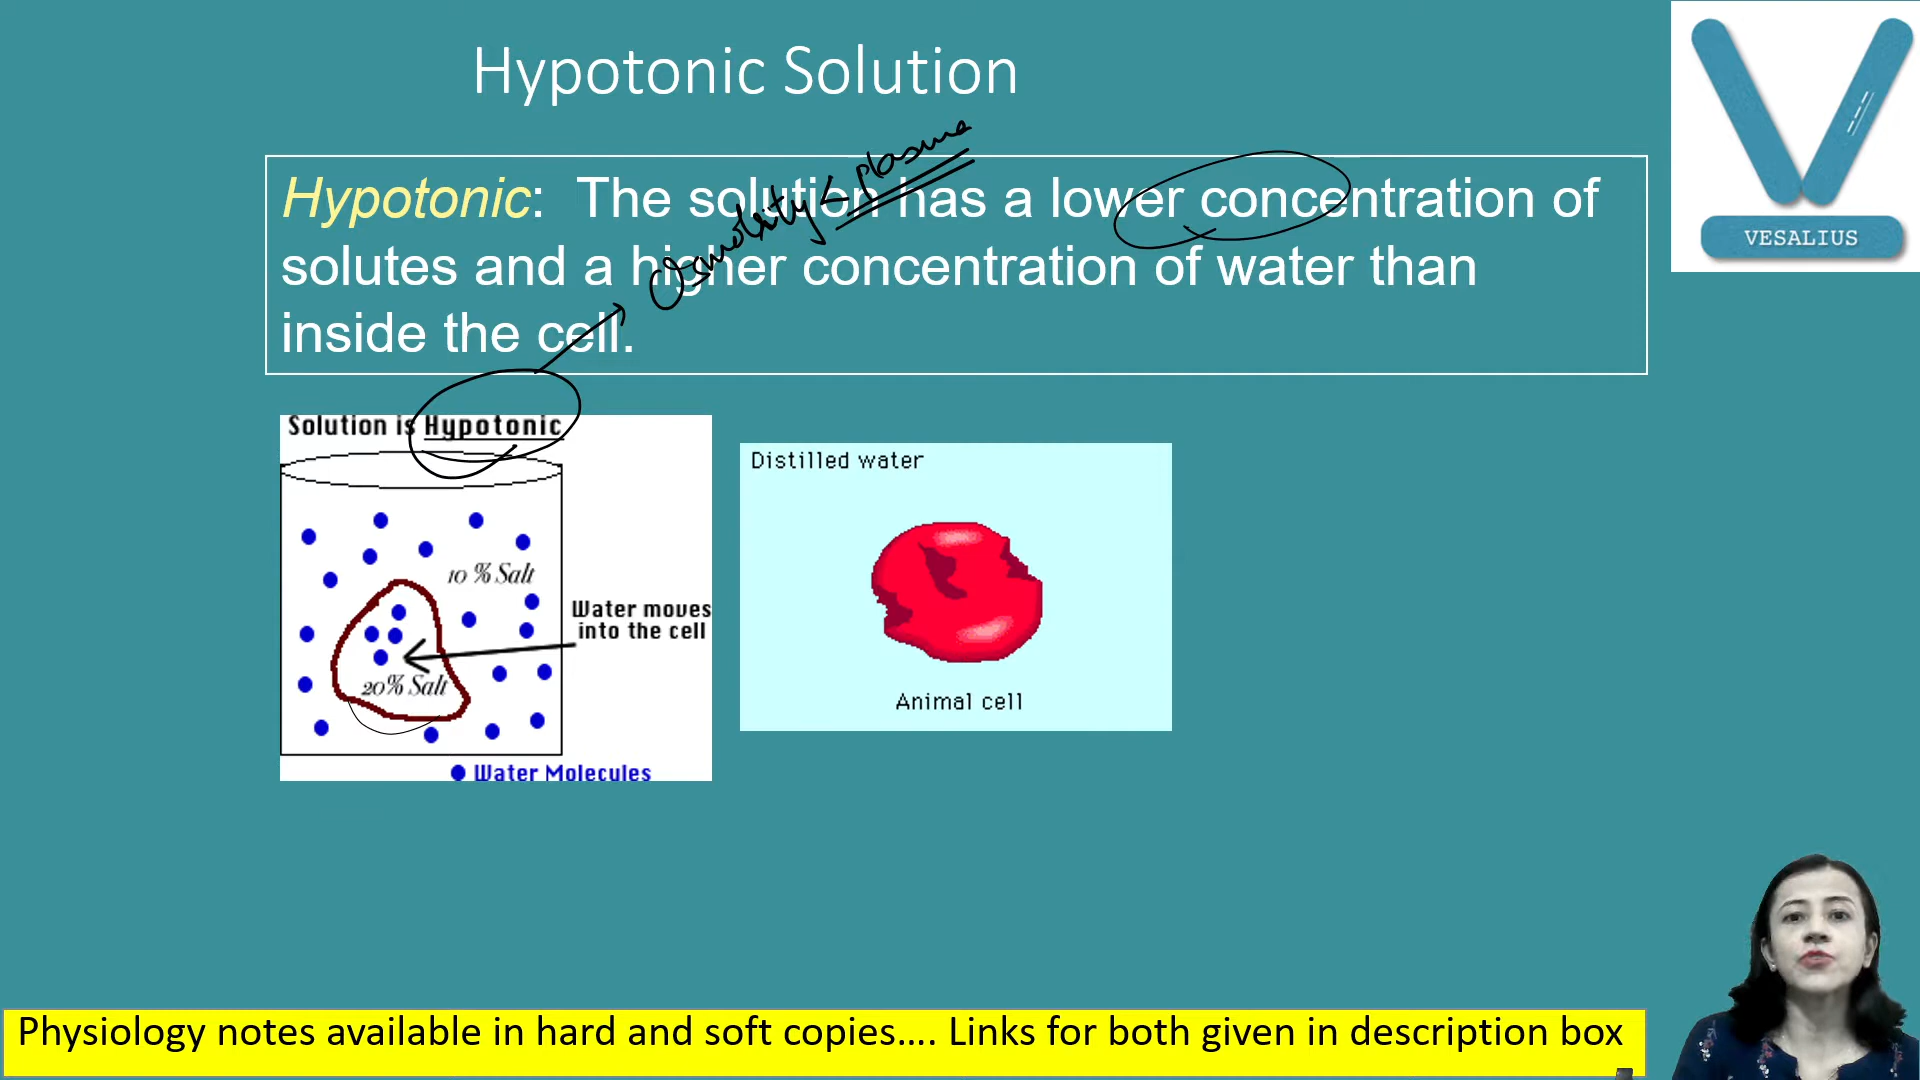 Hypotonic Solution
Hypotonic: The solution has a lower concentration of
solutes and a higher concentration of water than
inside the cell.
Osmolality < plasma
VESALIUS
Solution is Hypotonic
10 % Salt
Water moves
into the cell
20% Salt
Water Molecules
Distilled water
Animal cell
Physiology notes available in hard and soft copies.... Links for both given in description box